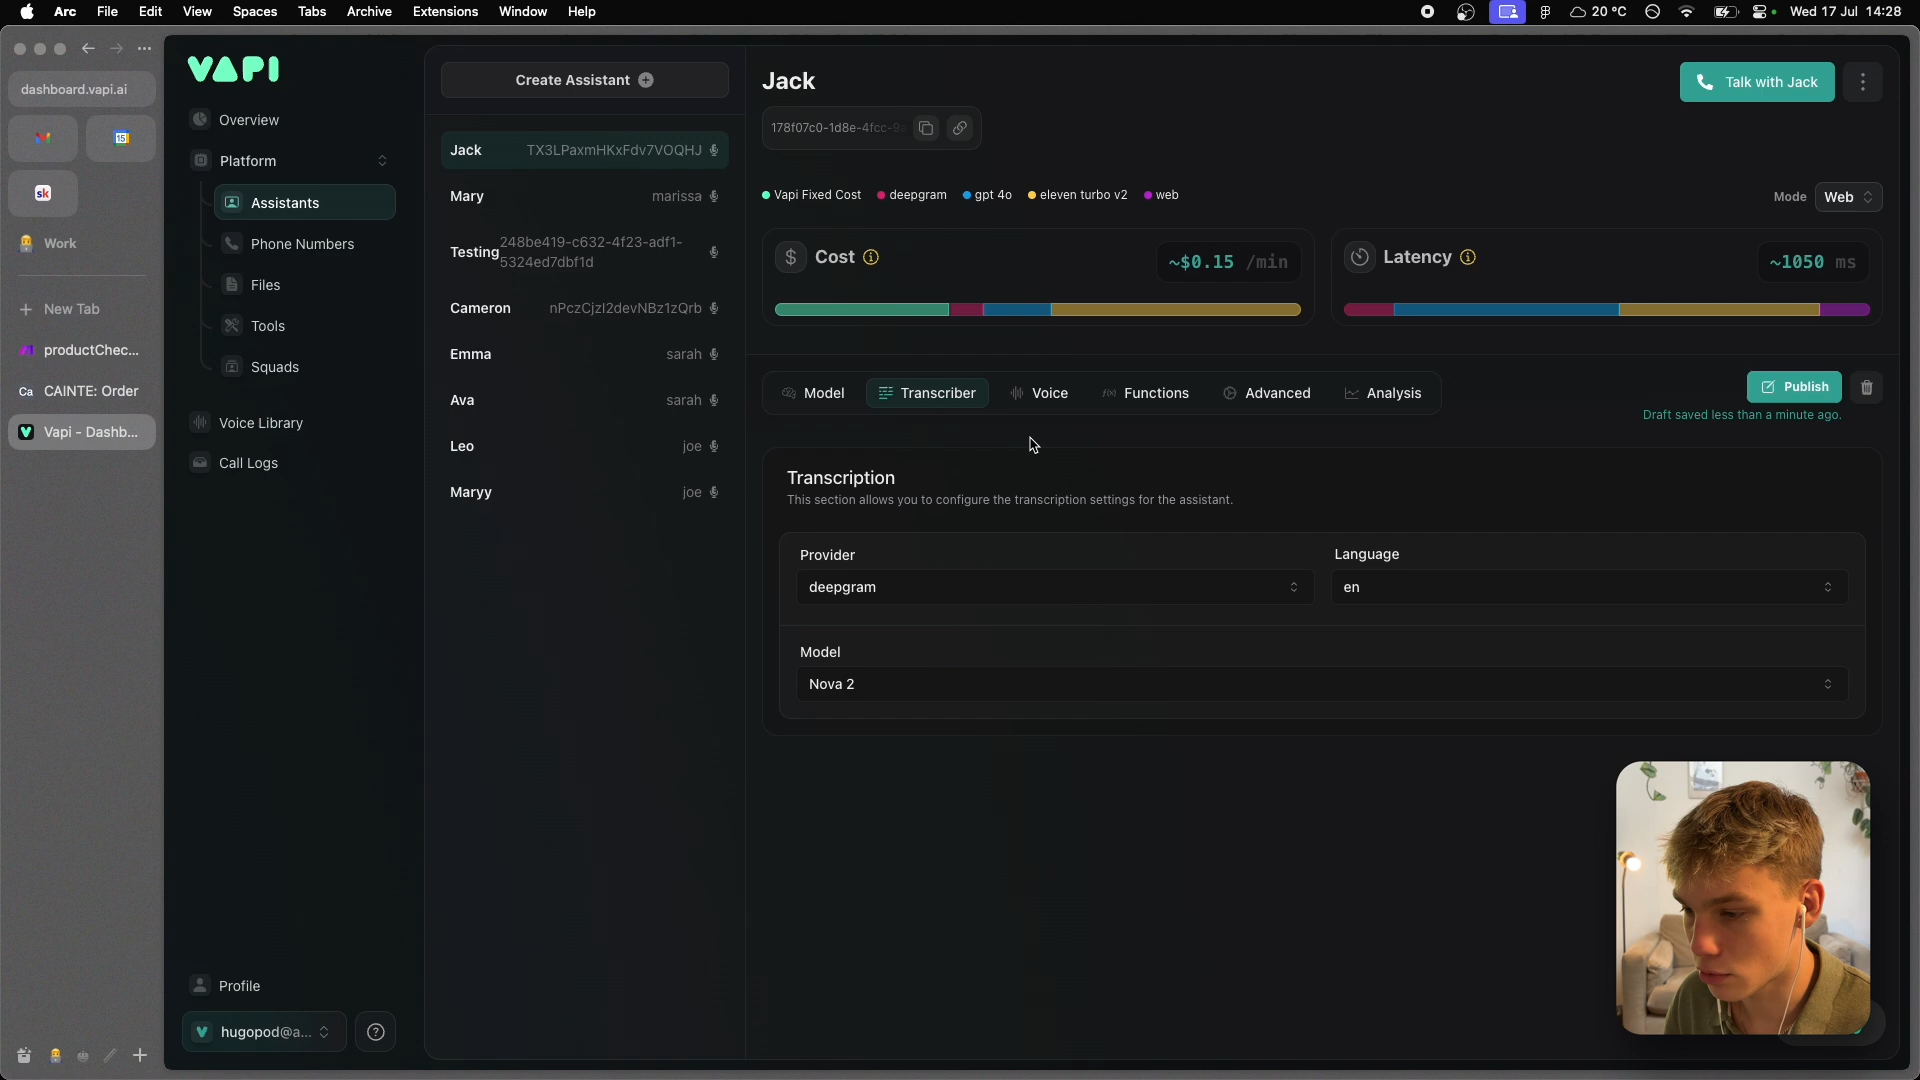 Arc File Edit View Spaces Tabs Archive Extensions Window Help
20 °C
Wed 17 Jul 14:28
dashboard.vapi.ai
15
sk
Work
New Tab
productChec...
Ca CAINTE: Order
Vapi - Dashb...
VAPI
Overview
Platform
Assistants
Phone Numbers
Files
Tools
Squads
Voice Library
Call Logs
Profile
hugopod@a...
Create Assistant
Jack TX3LPaxmHKxFdv7VOQHJ
Mary marissa
Testing 248be419-c632-4f23-adf1-
5324ed7dbf1d
Cameron nPczCjzI2devNBz1zQrb
Emma sarah
Ava sarah
Leo joe
Maryy joe
Jack
Talk with Jack
178f07c0-1d8e-4fcc-9a
Vapi Fixed Cost deepgram gpt 4o eleven turbo v2 web
Mode Web
Cost ~$0.15 /min
Latency ~1050 ms
Model Transcriber Voice Functions Advanced Analysis
Publish
Draft saved less than a minute ago.
Transcription
This section allows you to configure the transcription settings for the assistant.
Provider Language
deepgram en
Model
Nova 2